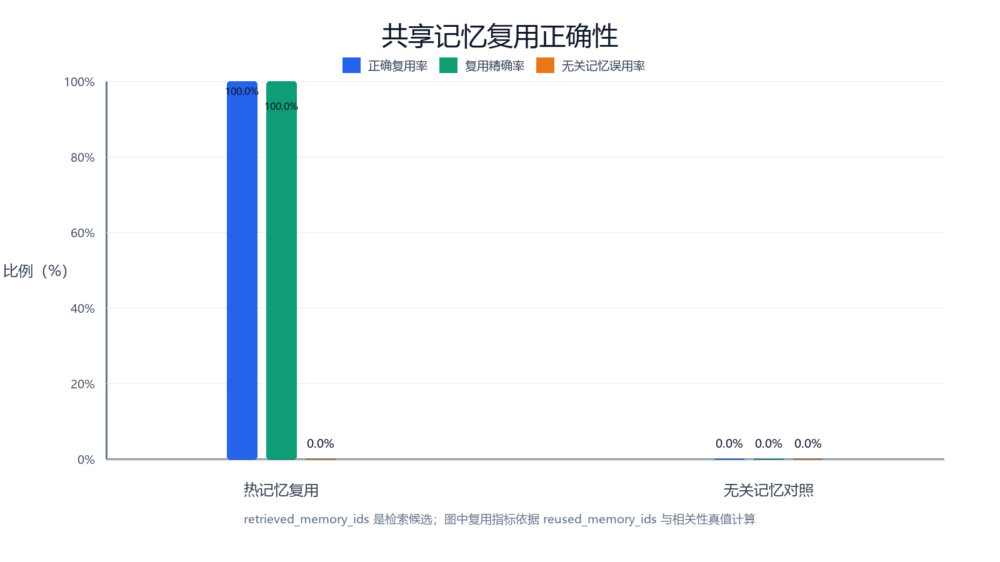 共享记忆复用正确性
正确复用率 复用精确率 无关记忆误用率
100%
100.0%
100.0%
80%
60%
比例（%）
40%
20%
0.0%
0.0% 0.0% 0.0%
0%
热记忆复用 无关记忆对照
retrieved_memory_ids 是检索候选；图中复用指标依据 reused_memory_ids 与相关性真值计算